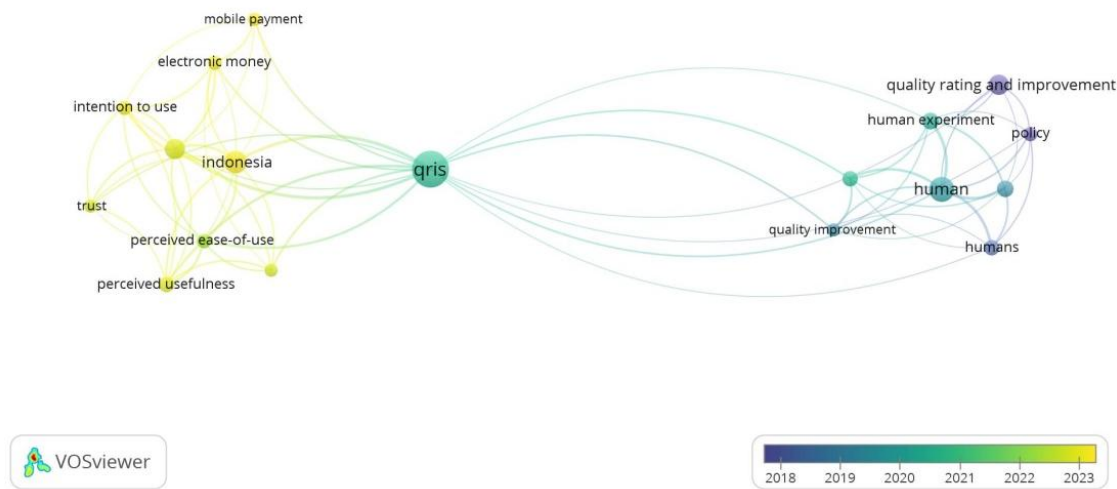 mobile payment
electronic money
intention to use
indonesia
trust
perceived ease-of-use
perceived usefulness
qris
quality rating and improvement
human experiment
policy
human
quality improvement
humans
VOSviewer
2018 2019 2020 2021 2022 2023